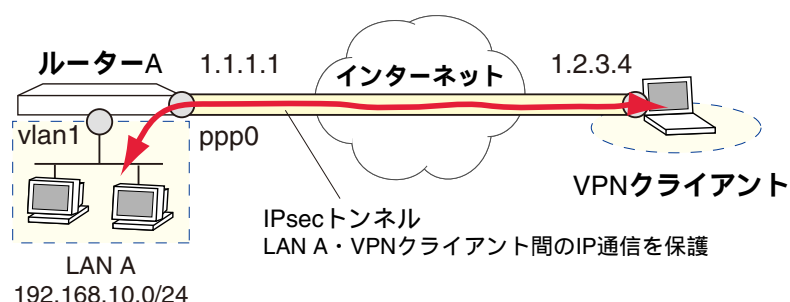 ルーターA
1.1.1.1
インターネット
1.2.3.4
vlan1
ppp0
VPNクライアント
IPsecトンネル
LAN A・VPNクライアント間のIP通信を保護
LAN A
192.168.10.0/24